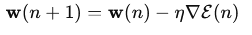 𝐰(n + 1) = 𝐰(n) − η∇ℰ(n)